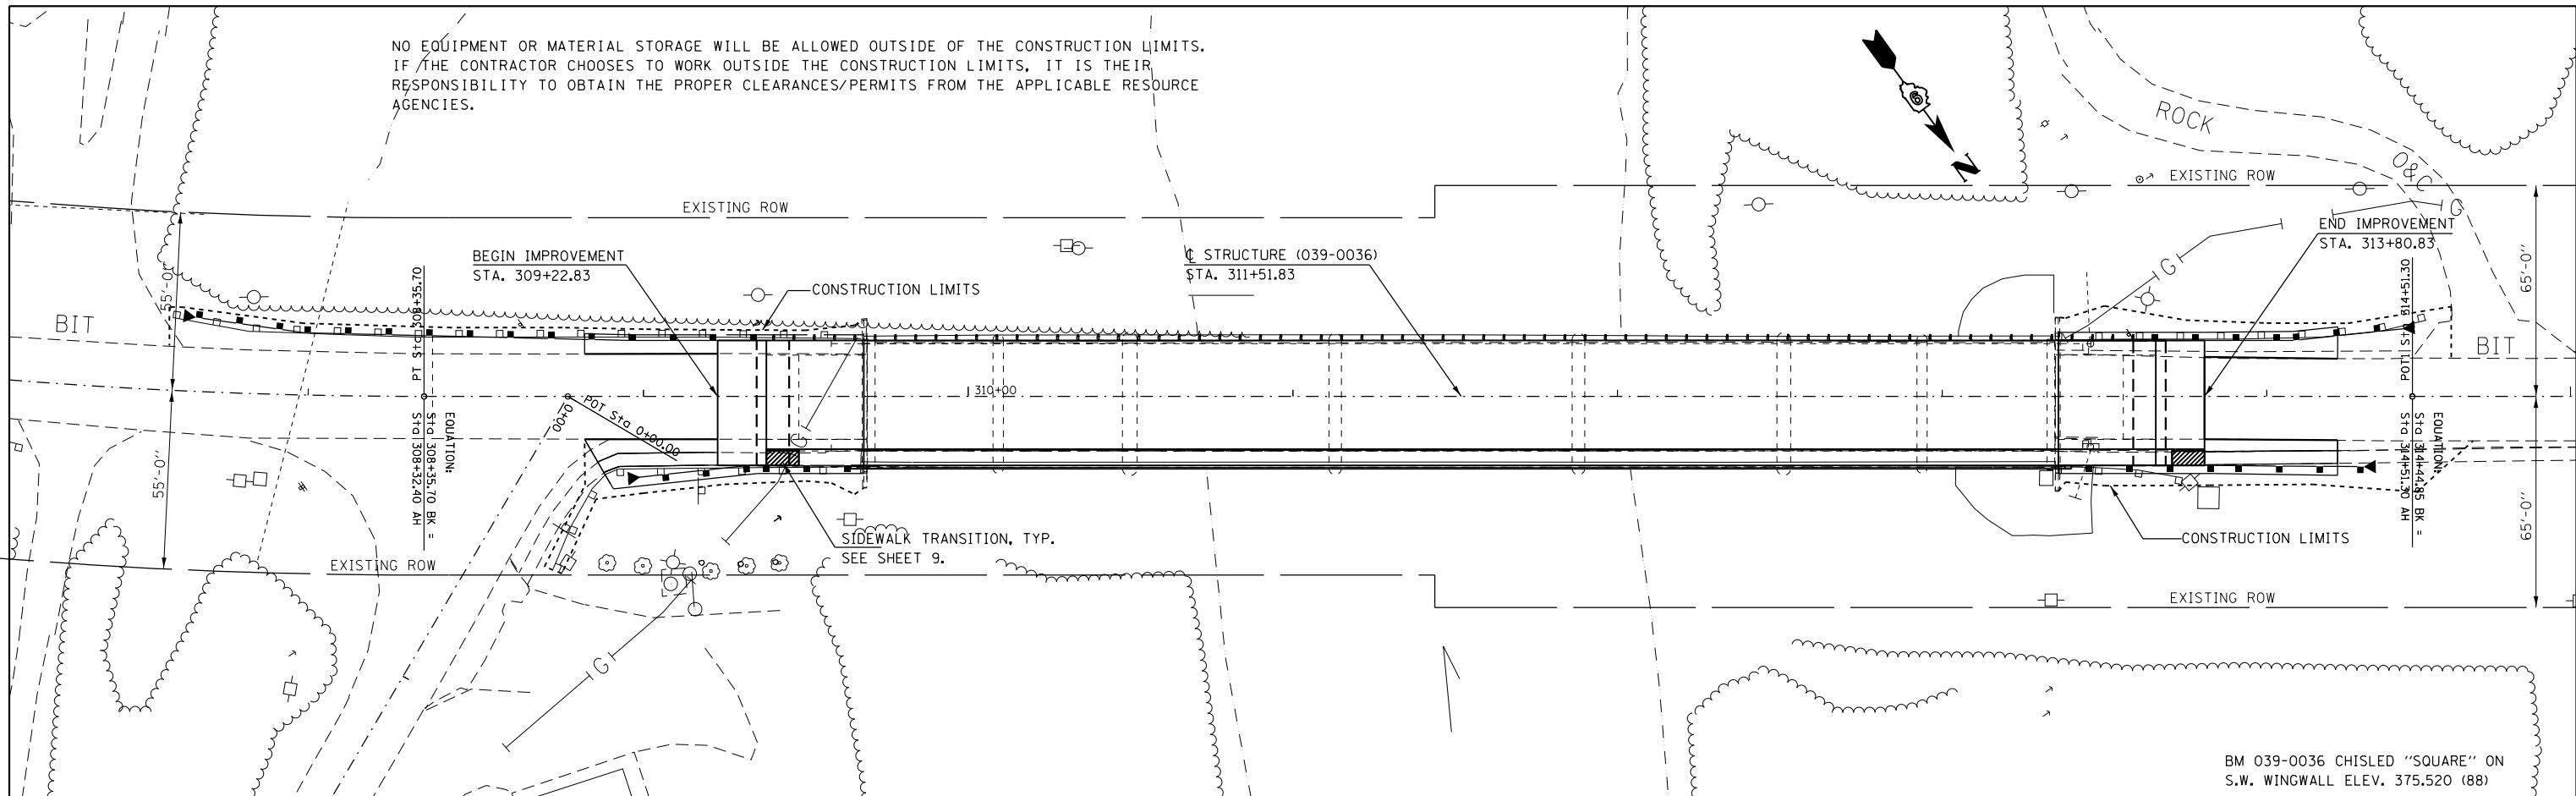 NO EQUIPMENT OR MATERIAL STORAGE WILL BE ALLOWED OUTSIDE OF THE CONSTRUCTION LIMITS.
IF THE CONTRACTOR CHOOSES TO WORK OUTSIDE THE CONSTRUCTION LIMITS, IT IS THEIR
RESPONSIBILITY TO OBTAIN THE PROPER CLEARANCES/PERMITS FROM THE APPLICABLE RESOURCE
AGENCIES.
N
ROCK
O&C
EXISTING ROW
EXISTING ROW
G
END IMPROVEMENT
STA. 313+80.83
BEGIN IMPROVEMENT
STA. 309+22.83
℄ STRUCTURE (039-0036)
STA. 311+51.83
G
CONSTRUCTION LIMITS
55'-0"
65'-0"
PT Sta 308+35.70
POT1 Sta 314+51.30
BIT
BIT
310+00
0+00
POT Sta 0+00.00
G
EQUATION:
Sta 308+35.70 BK =
Sta 308+32.40 AH
EQUATION:
Sta 314+44.85 BK =
Sta 314+51.30 AH
55'-0"
65'-0"
SIDEWALK TRANSITION, TYP.
SEE SHEET 9.
CONSTRUCTION LIMITS
EXISTING ROW
EXISTING ROW
G
BM 039-0036 CHISLED "SQUARE" ON
S.W. WINGWALL ELEV. 375.520 (88)